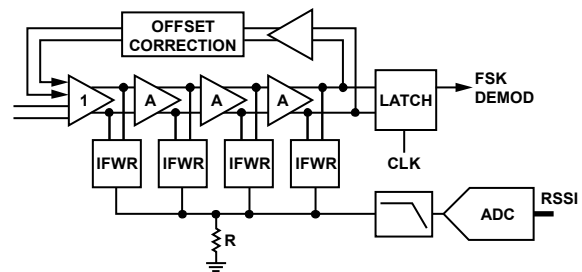 OFFSET
CORRECTION
1
A
A
A
LATCH
FSK
DEMOD
IFWR
IFWR
IFWR
IFWR
CLK
R
ADC
RSSI